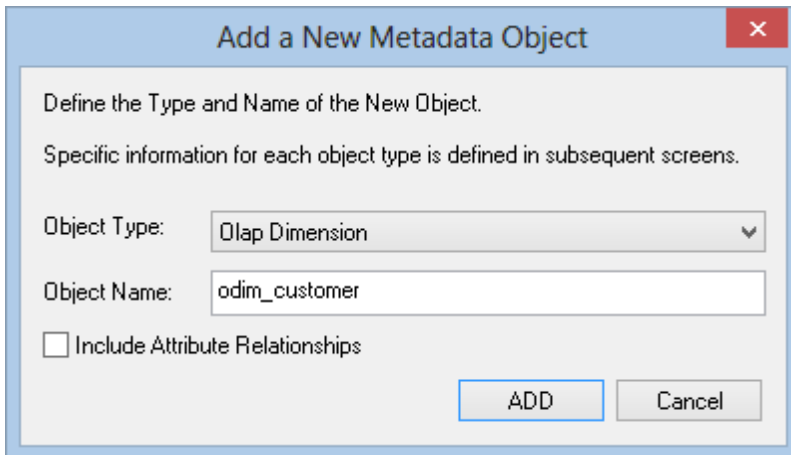 Add a New Metadata Object
Define the Type and Name of the New Object.
Specific information for each object type is defined in subsequent screens.
Object Type: Olap Dimension
Object Name: odim_customer
Include Attribute Relationships
ADD Cancel